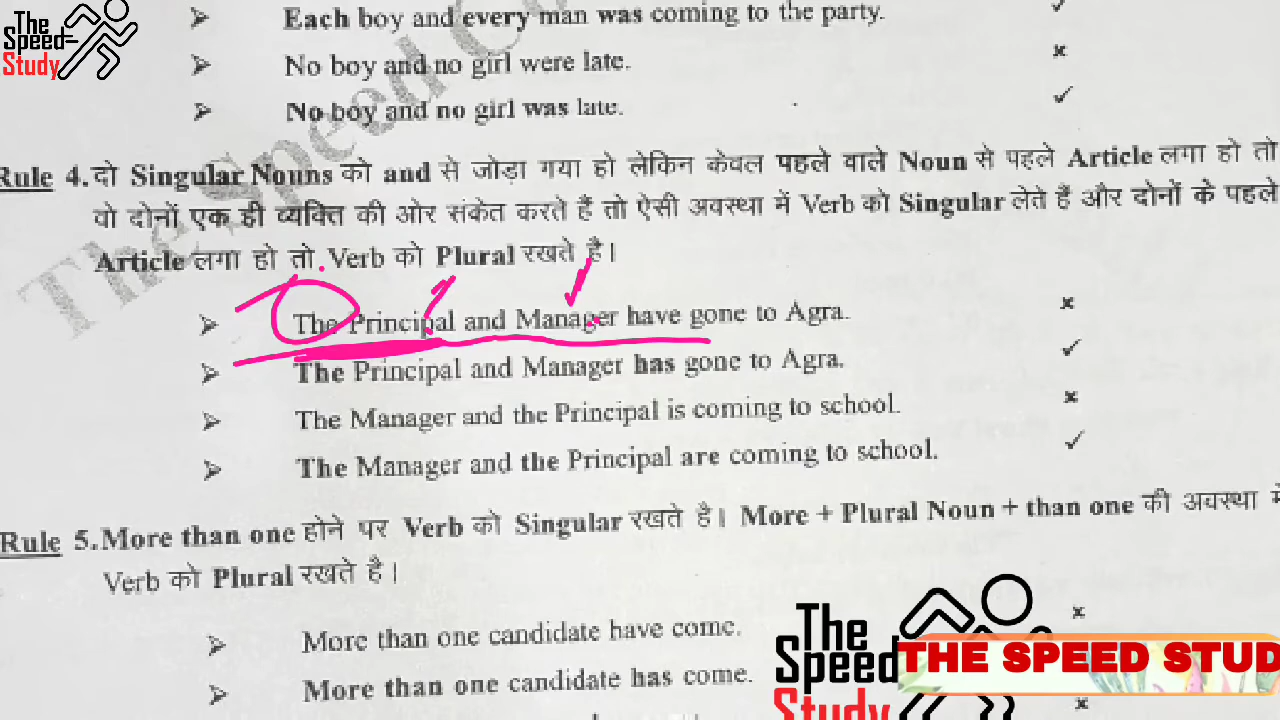 The
Speed
Study
➢ Each boy and every man was coming to the party. ✓
➢ No boy and no girl were late. ×
➢ No boy and no girl was late. ✓
Rule 4. दो Singular Nouns को and से जोड़ा गया हो लेकिन केवल पहले वाले Noun से पहले Article लगा हो तो
वो दोनों एक ही व्यक्ति की ओर संकेत करते हैं तो ऐसी अवस्था में Verb को Singular लेते हैं और दोनों के पहले
Article लगा हो तो Verb को Plural रखते है।
➢ The Principal and Manager have gone to Agra. ×
➢ The Principal and Manager has gone to Agra. ✓
➢ The Manager and the Principal is coming to school. ×
➢ The Manager and the Principal are coming to school. ✓
Rule 5. More than one होने पर Verb को Singular रखते है। More + Plural Noun + than one की अवस्था में
Verb को Plural रखते है।
➢ More than one candidate have come. ×
➢ More than one candidate has come.
The Speed
The
Speed
Study
THE SPEED STUD